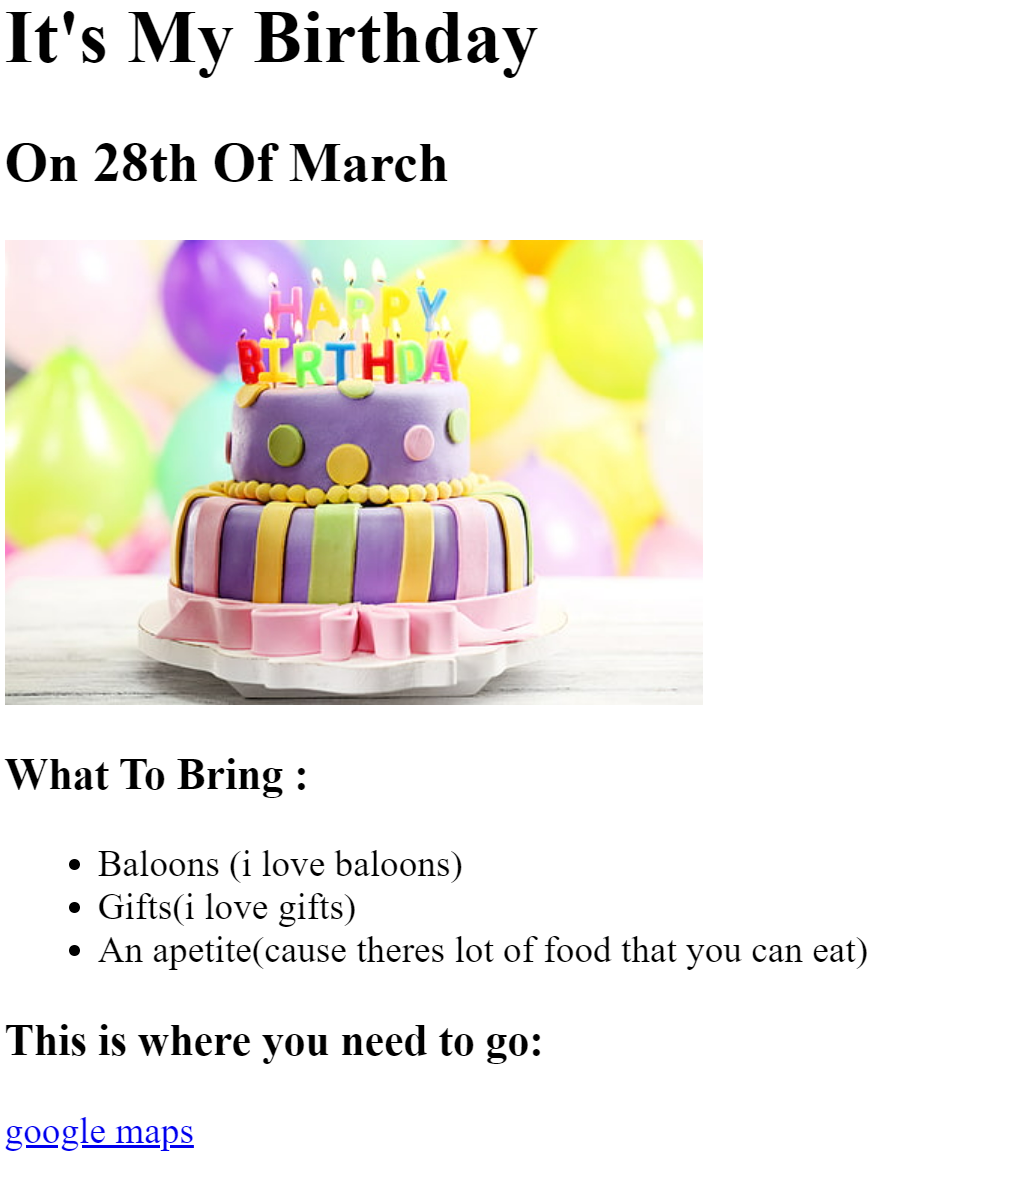 It's My Birthday
On 28th Of March
HAPPY
BIRTHDAY
What To Bring :
Baloons (i love baloons)
Gifts(i love gifts)
An apetite(cause theres lot of food that you can eat)
This is where you need to go:
google maps